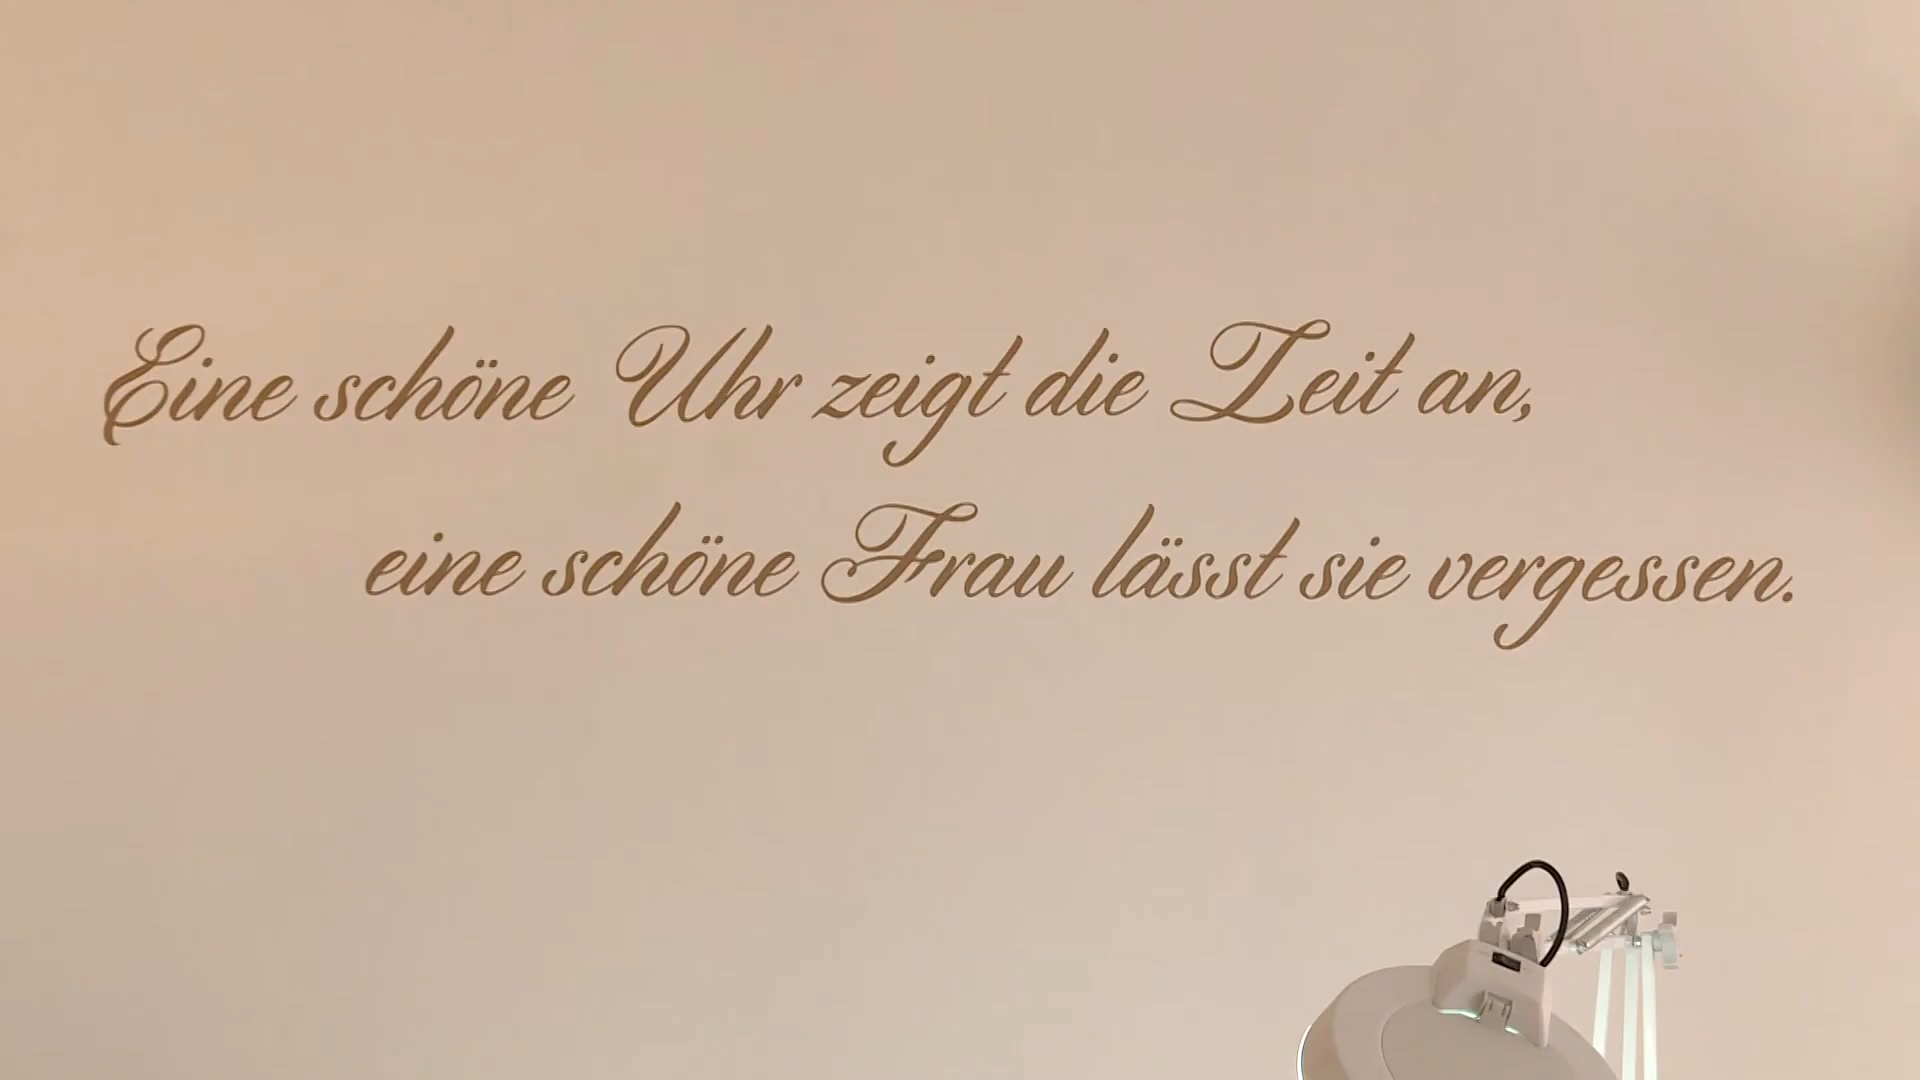 Eine schöne Uhr zeigt die Zeit an,
eine schöne Frau lässt sie vergessen.